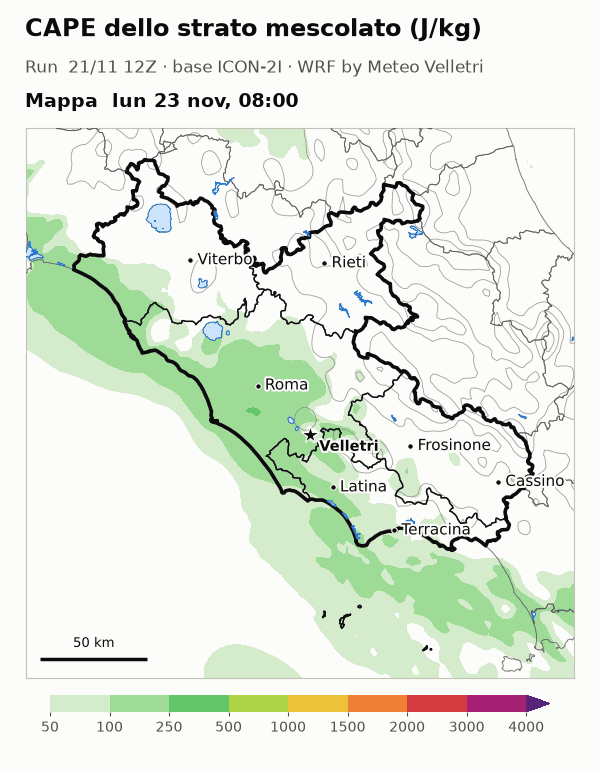 CAPE dello strato mescolato (J/kg)
Run  21/11 12Z · base ICON-2I · WRF by Meteo Velletri
Mappa  lun 23 nov, 08:00
Viterbo
Rieti
Roma
Velletri
Frosinone
Latina
Cassino
Terracina
50 km
50 100 250 500 1000 1500 2000 3000 4000